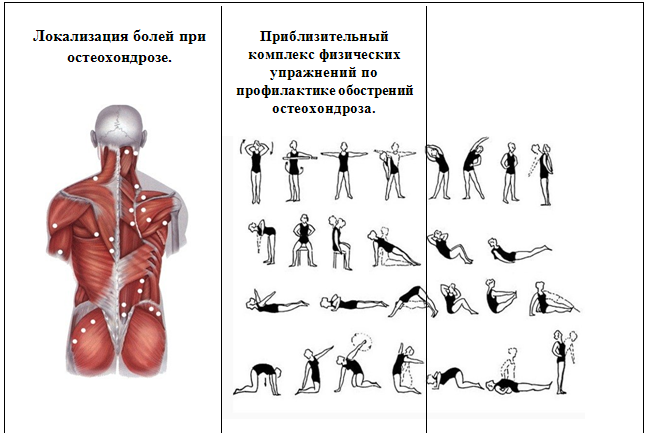 Локализация болей при
остеохондрозе.
Приблизительный
комплекс физических
упражнений по
профилактике обострений
остеохондроза.